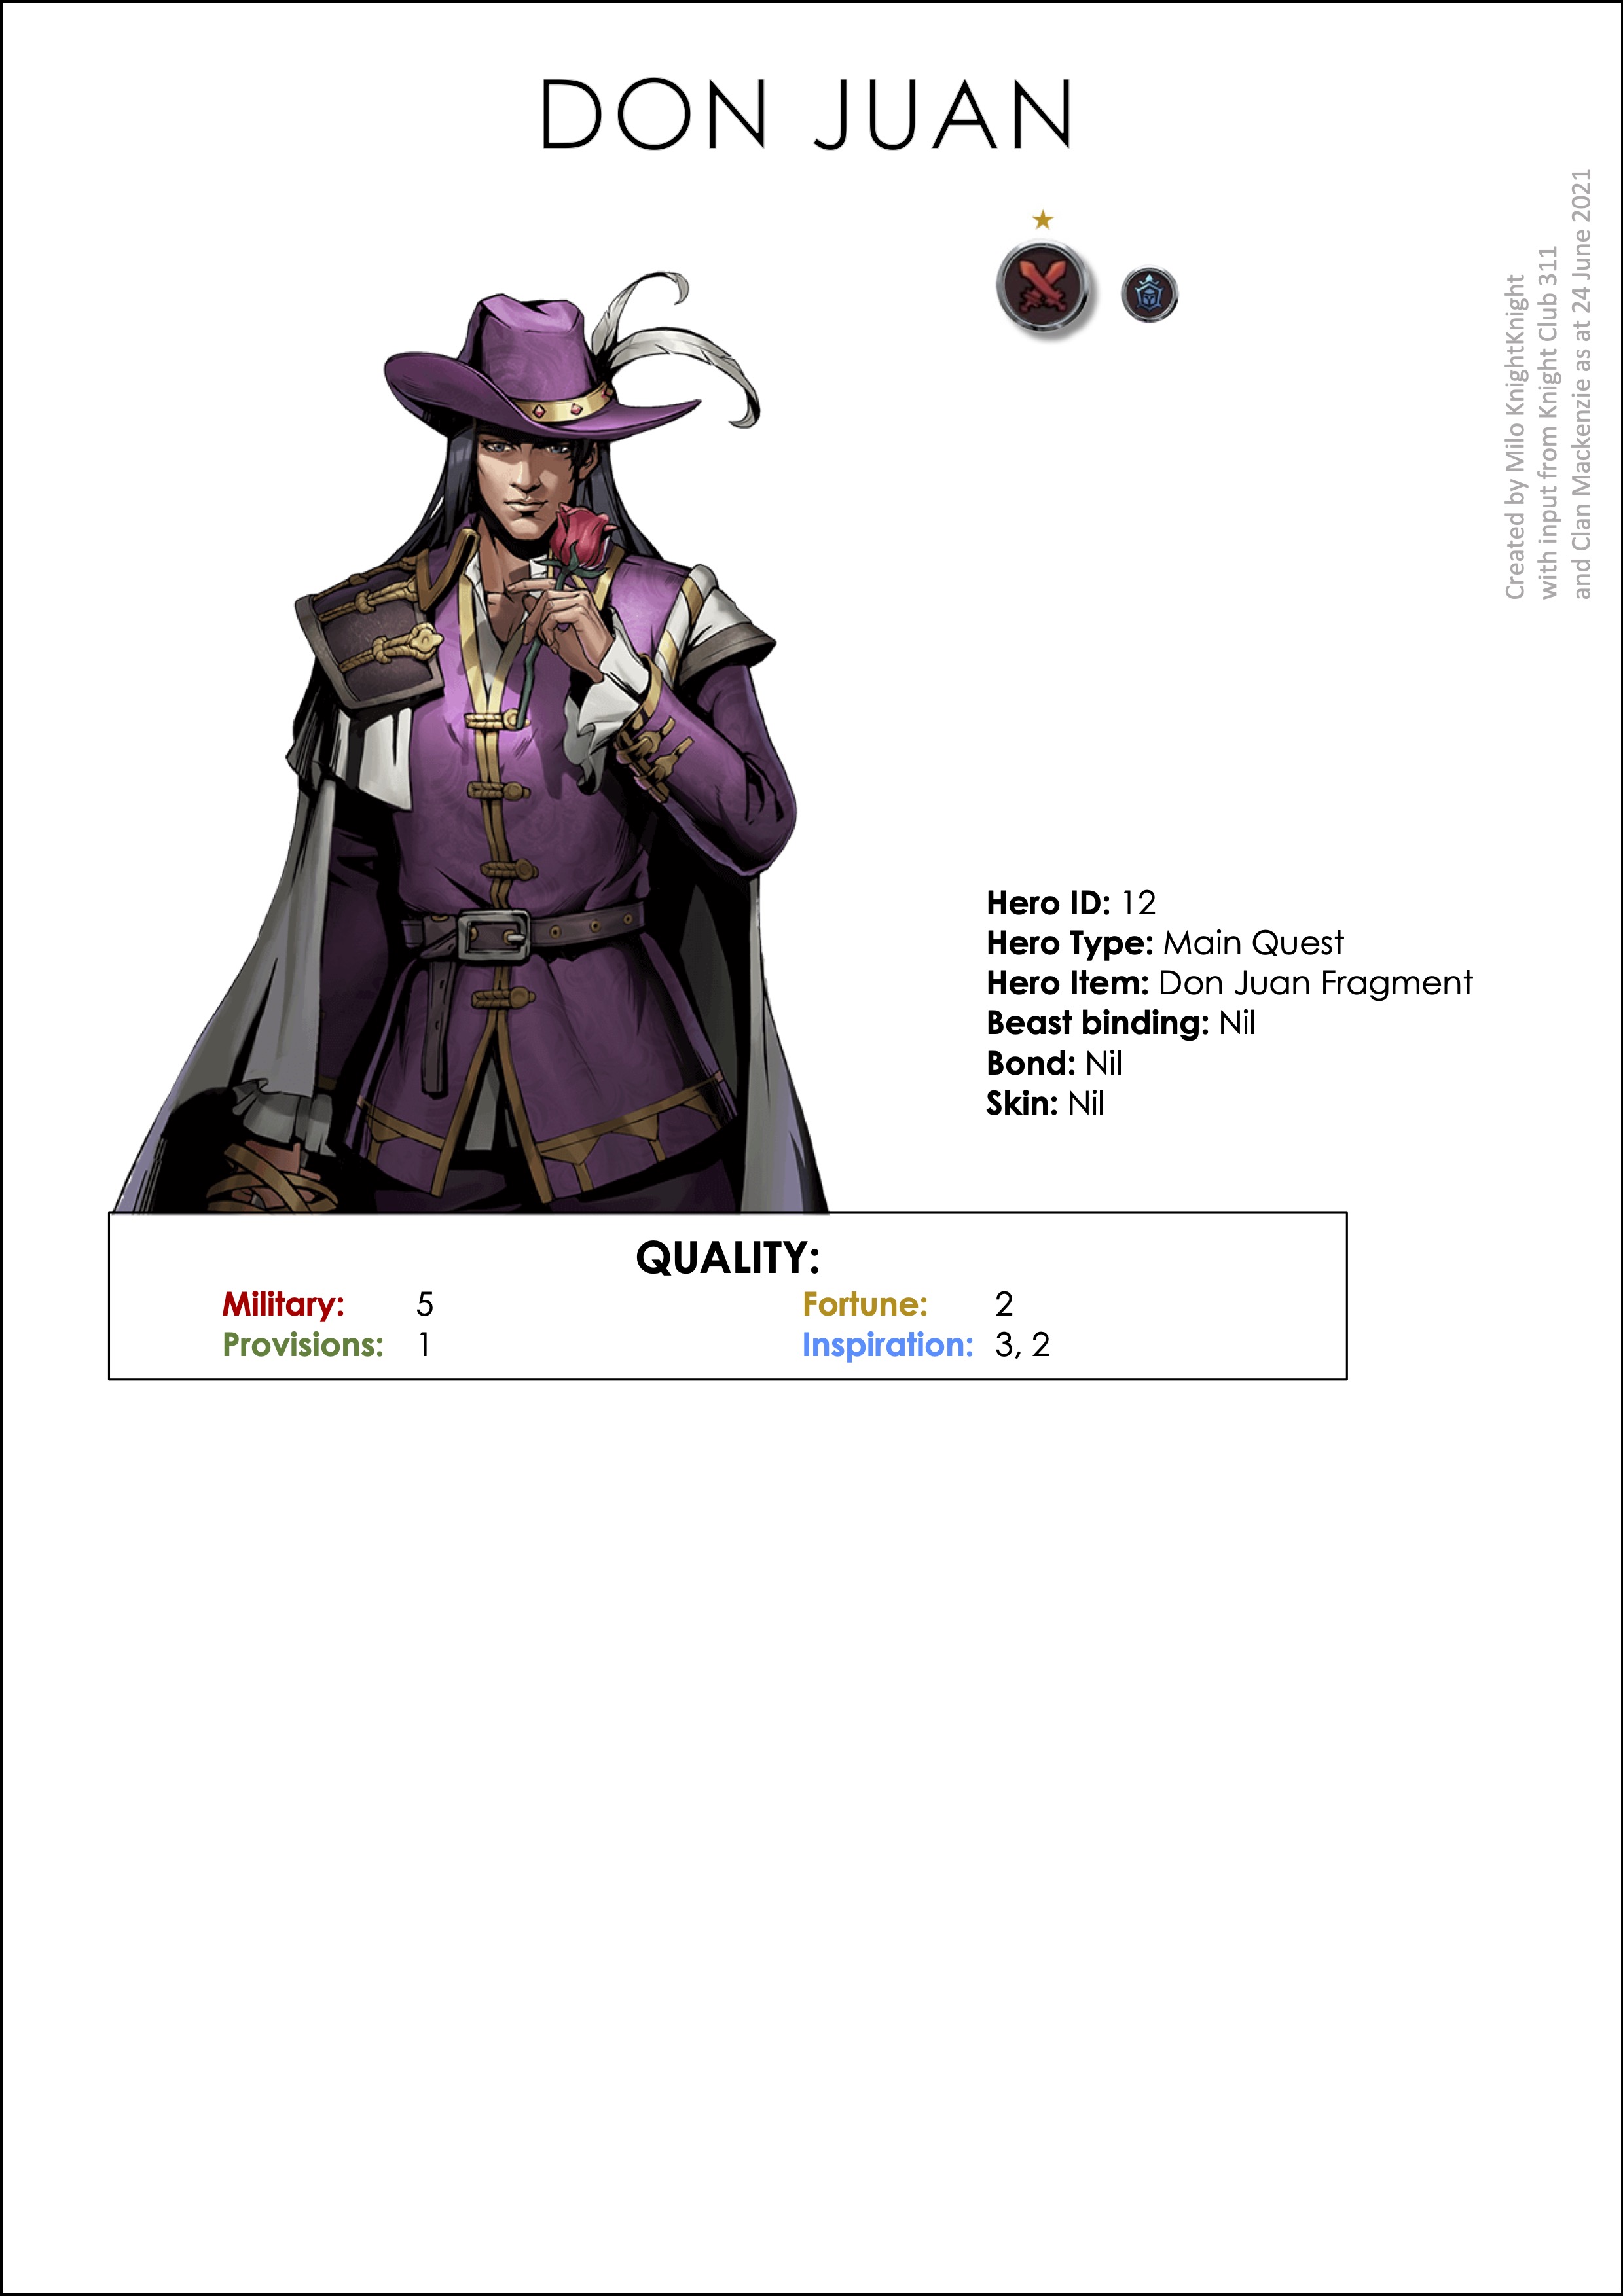 DON JUAN
Created by Milo KnightKnight
with input from Knight Club 311
and Clan Mackenzie as at 24 June 2021
Hero ID: 12
Hero Type: Main Quest
Hero Item: Don Juan Fragment
Beast binding: Nil
Bond: Nil
Skin: Nil
QUALITY:
Military: 5 Fortune: 2
Provisions: 1 Inspiration: 3, 2